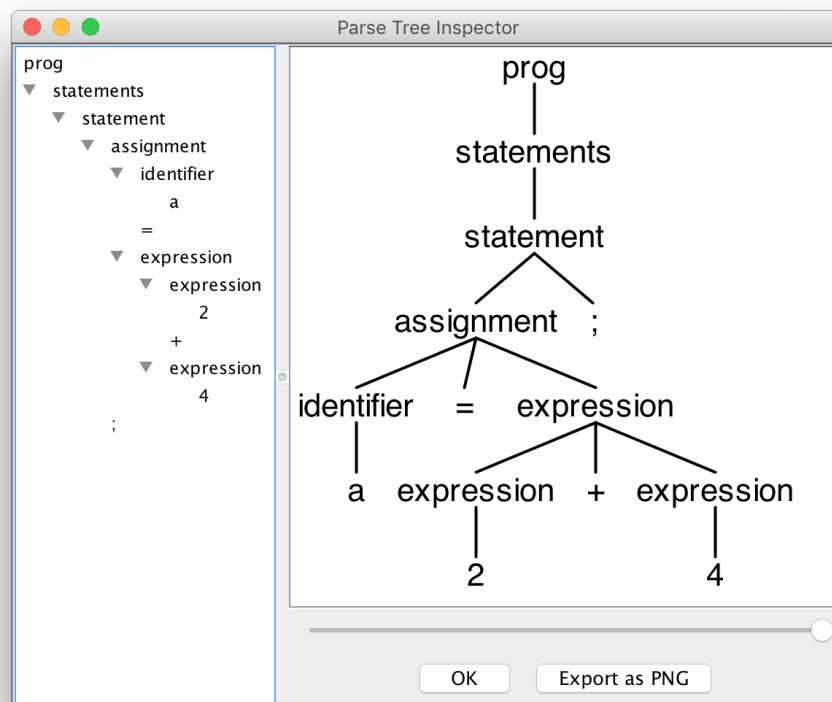 Parse Tree Inspector
prog
statements
statement
assignment
identifier
a
=
expression
expression
2
+
expression
4
;
prog
statements
statement
assignment ;
identifier = expression
a expression + expression
2 4
OK Export as PNG